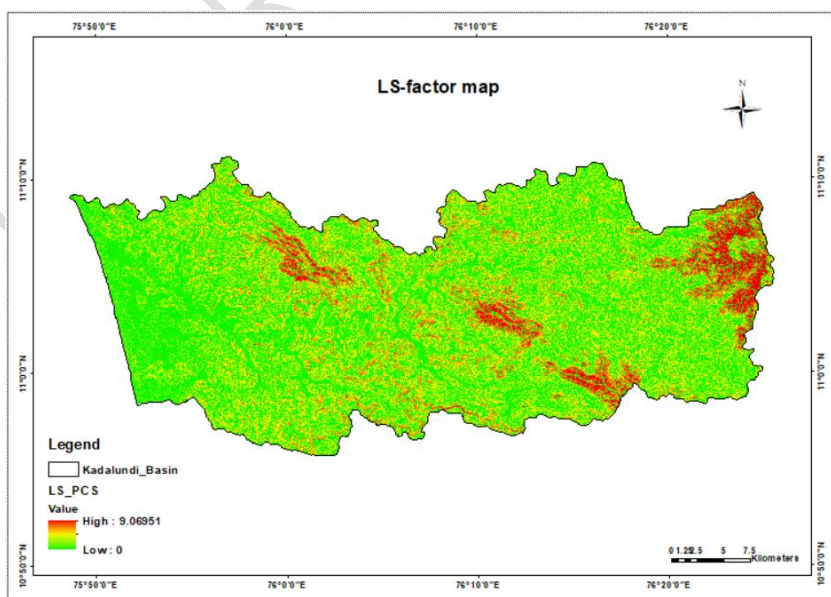 75°50'0"E 76°0'0"E 76°10'0"E 76°20'0"E
LS-factor map
N
11°10'0"N 11°10'0"N
11°0'0"N 11°0'0"N
10°50'0"N 10°50'0"N
Legend
Kadalundi_Basin
LS_PCS
Value
High : 9.06951
Low : 0
0 1.25 2.5 5 7.5
Kilometers
75°50'0"E 76°0'0"E 76°10'0"E 76°20'0"E